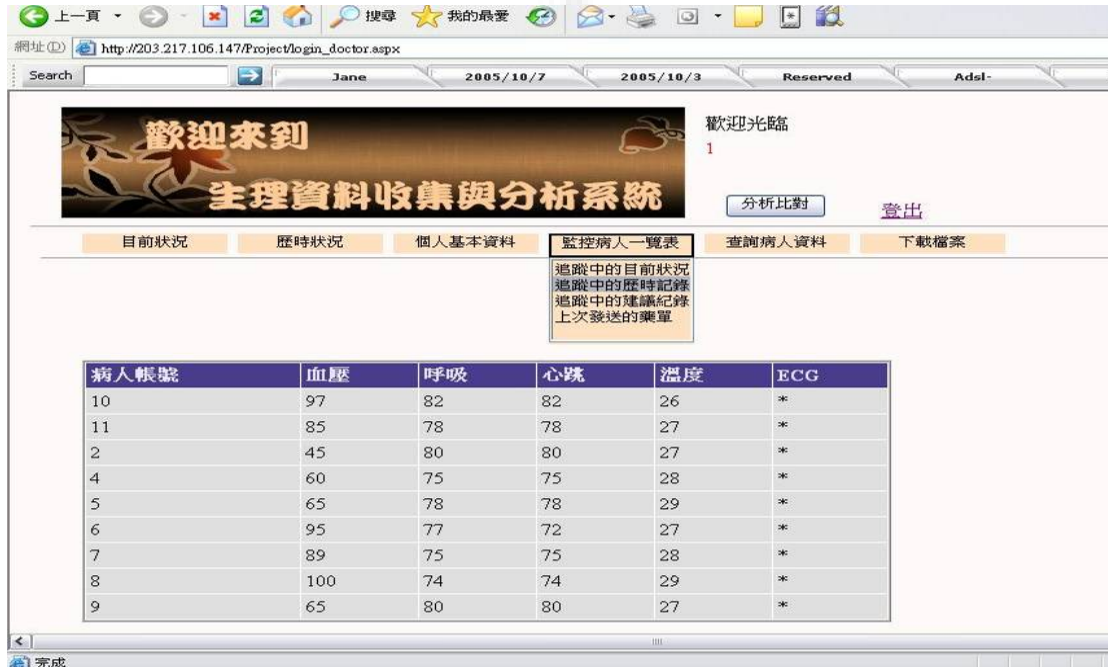 上一頁 搜尋 我的最愛
網址(D) http://203.217.106.147/Project/login_doctor.aspx
Search Jane 2005/10/7 2005/10/3 Reserved Adsl-
歡迎來到
生理資料收集與分析系統
歡迎光臨
1
分析比對 登出
目前狀況 歷時狀況 個人基本資料 監控病人一覽表 查詢病人資料 下載檔案
追蹤中的目前狀況
追蹤中的歷時記錄
追蹤中的建議紀錄
上次發送的藥單
病人帳號 血壓 呼吸 心跳 溫度 ECG
10 97 82 82 26 *
11 85 78 78 27 *
2 45 80 80 27 *
4 60 75 75 28 *
5 65 78 78 29 *
6 95 77 72 27 *
7 89 75 75 28 *
8 100 74 74 29 *
9 65 80 80 27 *
完成